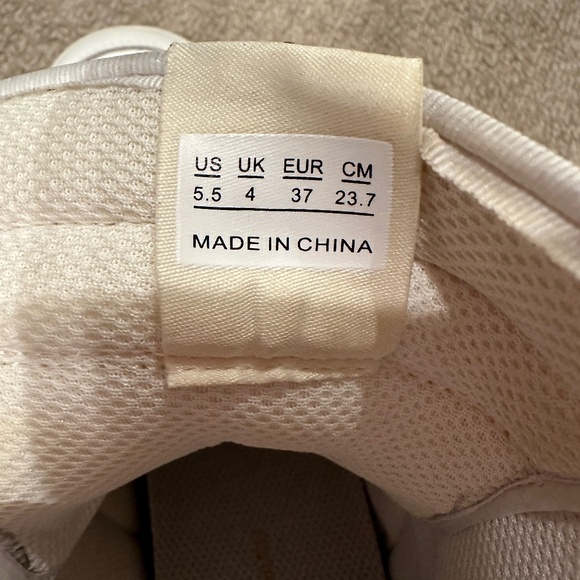 US UK EUR CM
5.5 4 37 23.7
MADE IN CHINA